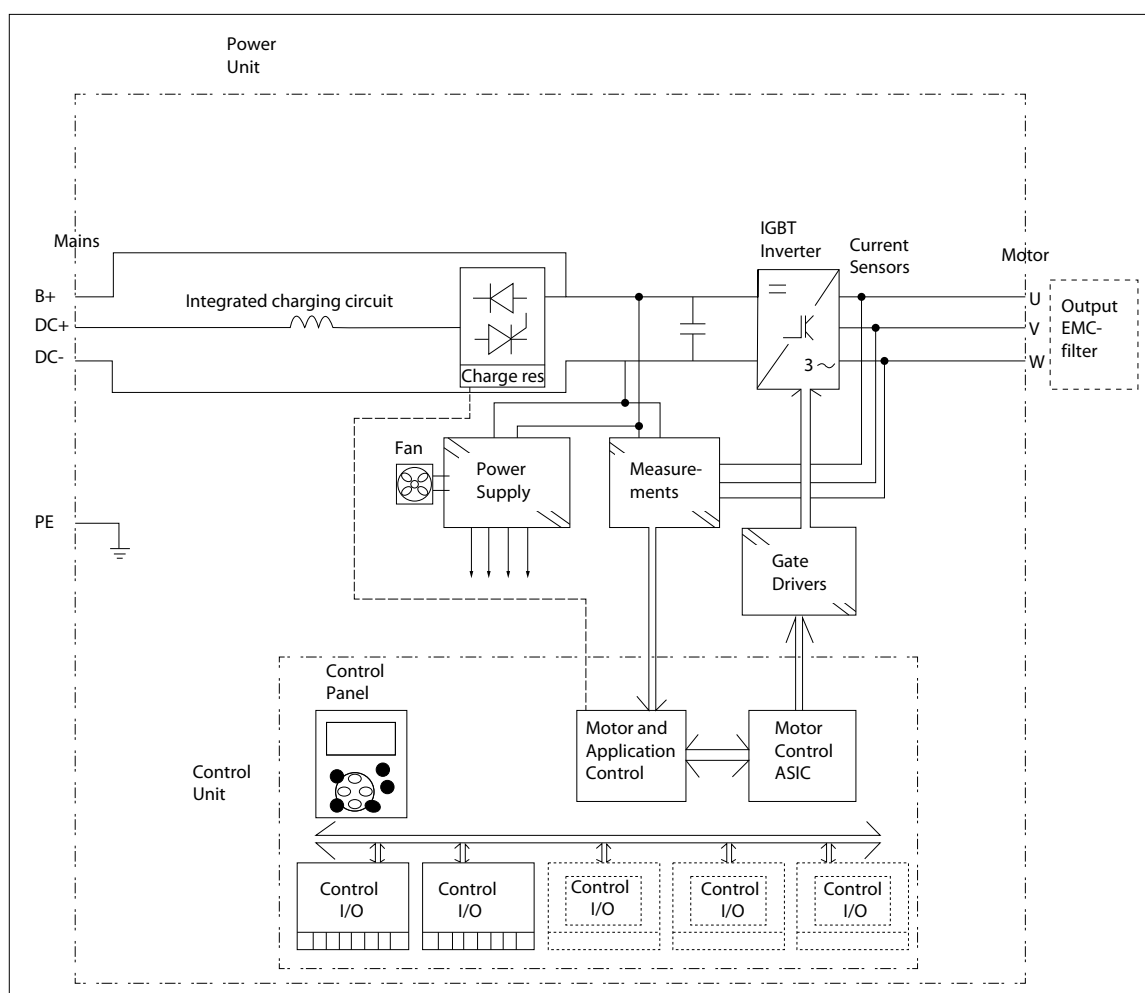 Power
Unit
IGBT
Inverter
Current
Sensors
Mains
Motor
B+
Integrated charging circuit
U
Output
EMC-
filter
DC+
V
DC-
W
Charge res
3
Fan
Power
Supply
Measure-
ments
PE
Gate
Drivers
Control
Panel
Motor and
Application
Control
Motor
Control
ASIC
Control
Unit
Control
I/O
Control
I/O
Control
I/O
Control
I/O
Control
I/O